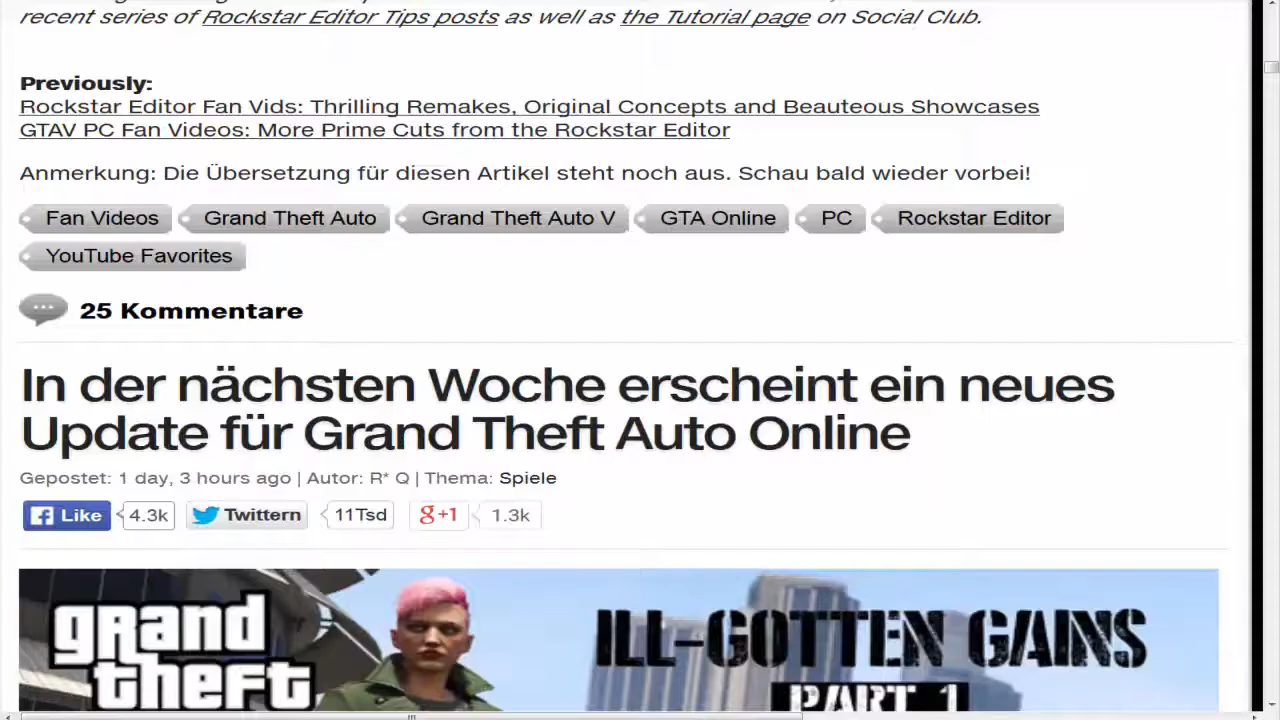 recent series of Rockstar Editor Tips posts as well as the Tutorial page on Social Club.
Previously:
Rockstar Editor Fan Vids: Thrilling Remakes, Original Concepts and Beauteous Showcases
GTAV PC Fan Videos: More Prime Cuts from the Rockstar Editor
Anmerkung: Die Übersetzung für diesen Artikel steht noch aus. Schau bald wieder vorbei!
Fan Videos Grand Theft Auto Grand Theft Auto V GTA Online PC Rockstar Editor
YouTube Favorites
25 Kommentare
In der nächsten Woche erscheint ein neues
Update für Grand Theft Auto Online
Gepostet: 1 day, 3 hours ago | Autor: R* Q | Thema: Spiele
Like 4.3k Twittern 11Tsd g+1 1.3k
grand
theft
ILL-GOTTEN GAINS
PART 1